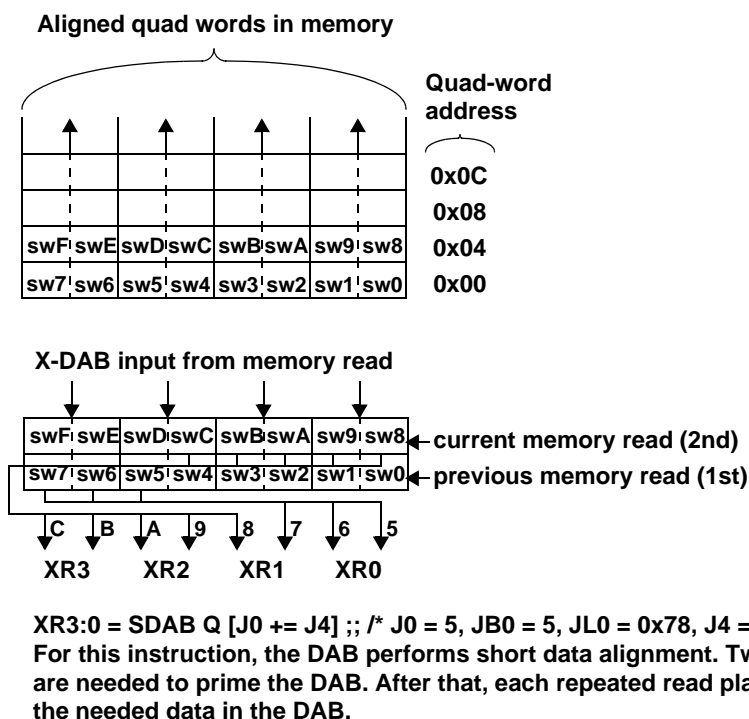 Aligned quad words in memory
Quad-word
address
0x0C
0x08
swF swE swD swC swB swA sw9 sw8 0x04
sw7 sw6 sw5 sw4 sw3 sw2 sw1 sw0 0x00
X-DAB input from memory read
swF swE swD swC swB swA sw9 sw8 current memory read (2nd)
sw7 sw6 sw5 sw4 sw3 sw2 sw1 sw0 previous memory read (1st)
C B A 9 8 7 6 5
XR3 XR2 XR1 XR0
XR3:0 = SDAB Q [J0 += J4] ;; /* J0 = 5, JB0 = 5, JL0 = 0x78, J4 =
For this instruction, the DAB performs short data alignment. Tw
are needed to prime the DAB. After that, each repeated read pla
the needed data in the DAB.